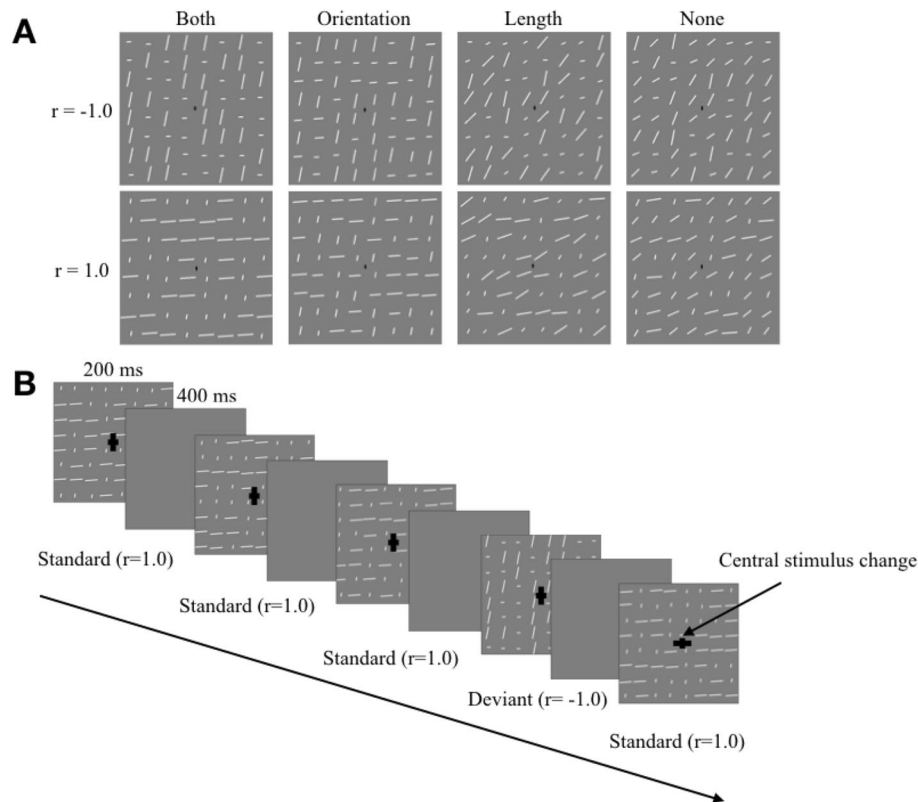 A
Both Orientation Length None
r = -1.0
r = 1.0
B
200 ms
400 ms
Central stimulus change
Standard (r=1.0)
Standard (r=1.0)
Standard (r=1.0)
Deviant (r= -1.0)
Standard (r=1.0)